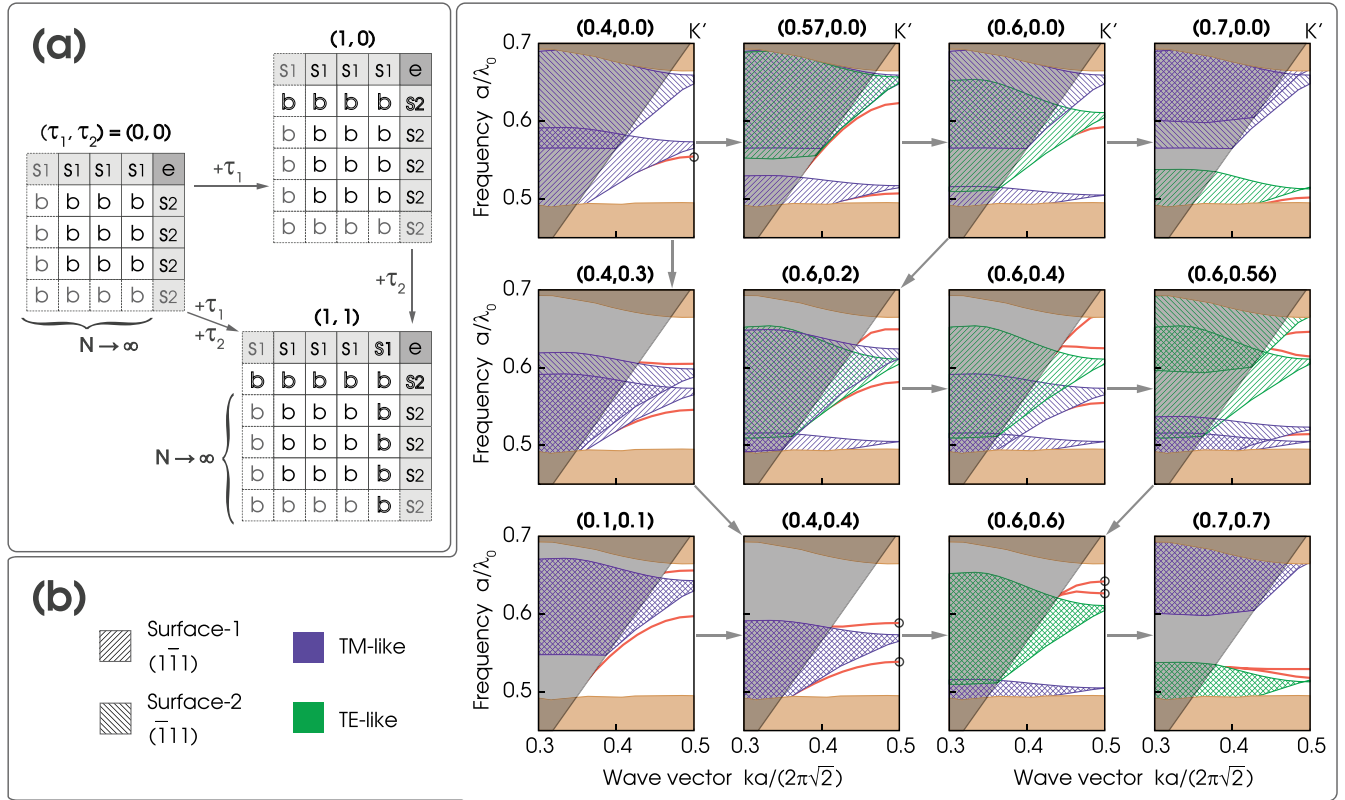 (a)
(τ₁, τ₂) = (0, 0)
S1 S1 S1 S1 e
b b b b S2
b b b b S2
b b b b S2
b b b b S2
N → ∞
+τ₁
(1, 0)
S1 S1 S1 S1 e
b b b b S2
b b b b S2
b b b b S2
b b b b S2
b b b b S2
+τ₂
+τ₁
+τ₂
(1, 1)
S1 S1 S1 S1 S1 e
b b b b b S2
b b b b b S2
b b b b b S2
b b b b b S2
b b b b b S2
N → ∞
(b)
Surface-1
(11̅1)
Surface-2
(1̅11)
TM-like
TE-like
(0.4,0.0) K′ (0.57,0.0) K′ (0.6,0.0) K′ (0.7,0.0) K′
0.7
0.6
0.5
Frequency a/λ₀
(0.4,0.3) (0.6,0.2) (0.6,0.4) (0.6,0.56)
0.7
0.6
0.5
Frequency a/λ₀
(0.1,0.1) (0.4,0.4) (0.6,0.6) (0.7,0.7)
0.7
0.6
0.5
Frequency a/λ₀
0.3 0.4 0.5 0.4 0.5 0.3 0.4 0.5 0.4 0.5
Wave vector ka/(2π√2) Wave vector ka/(2π√2)